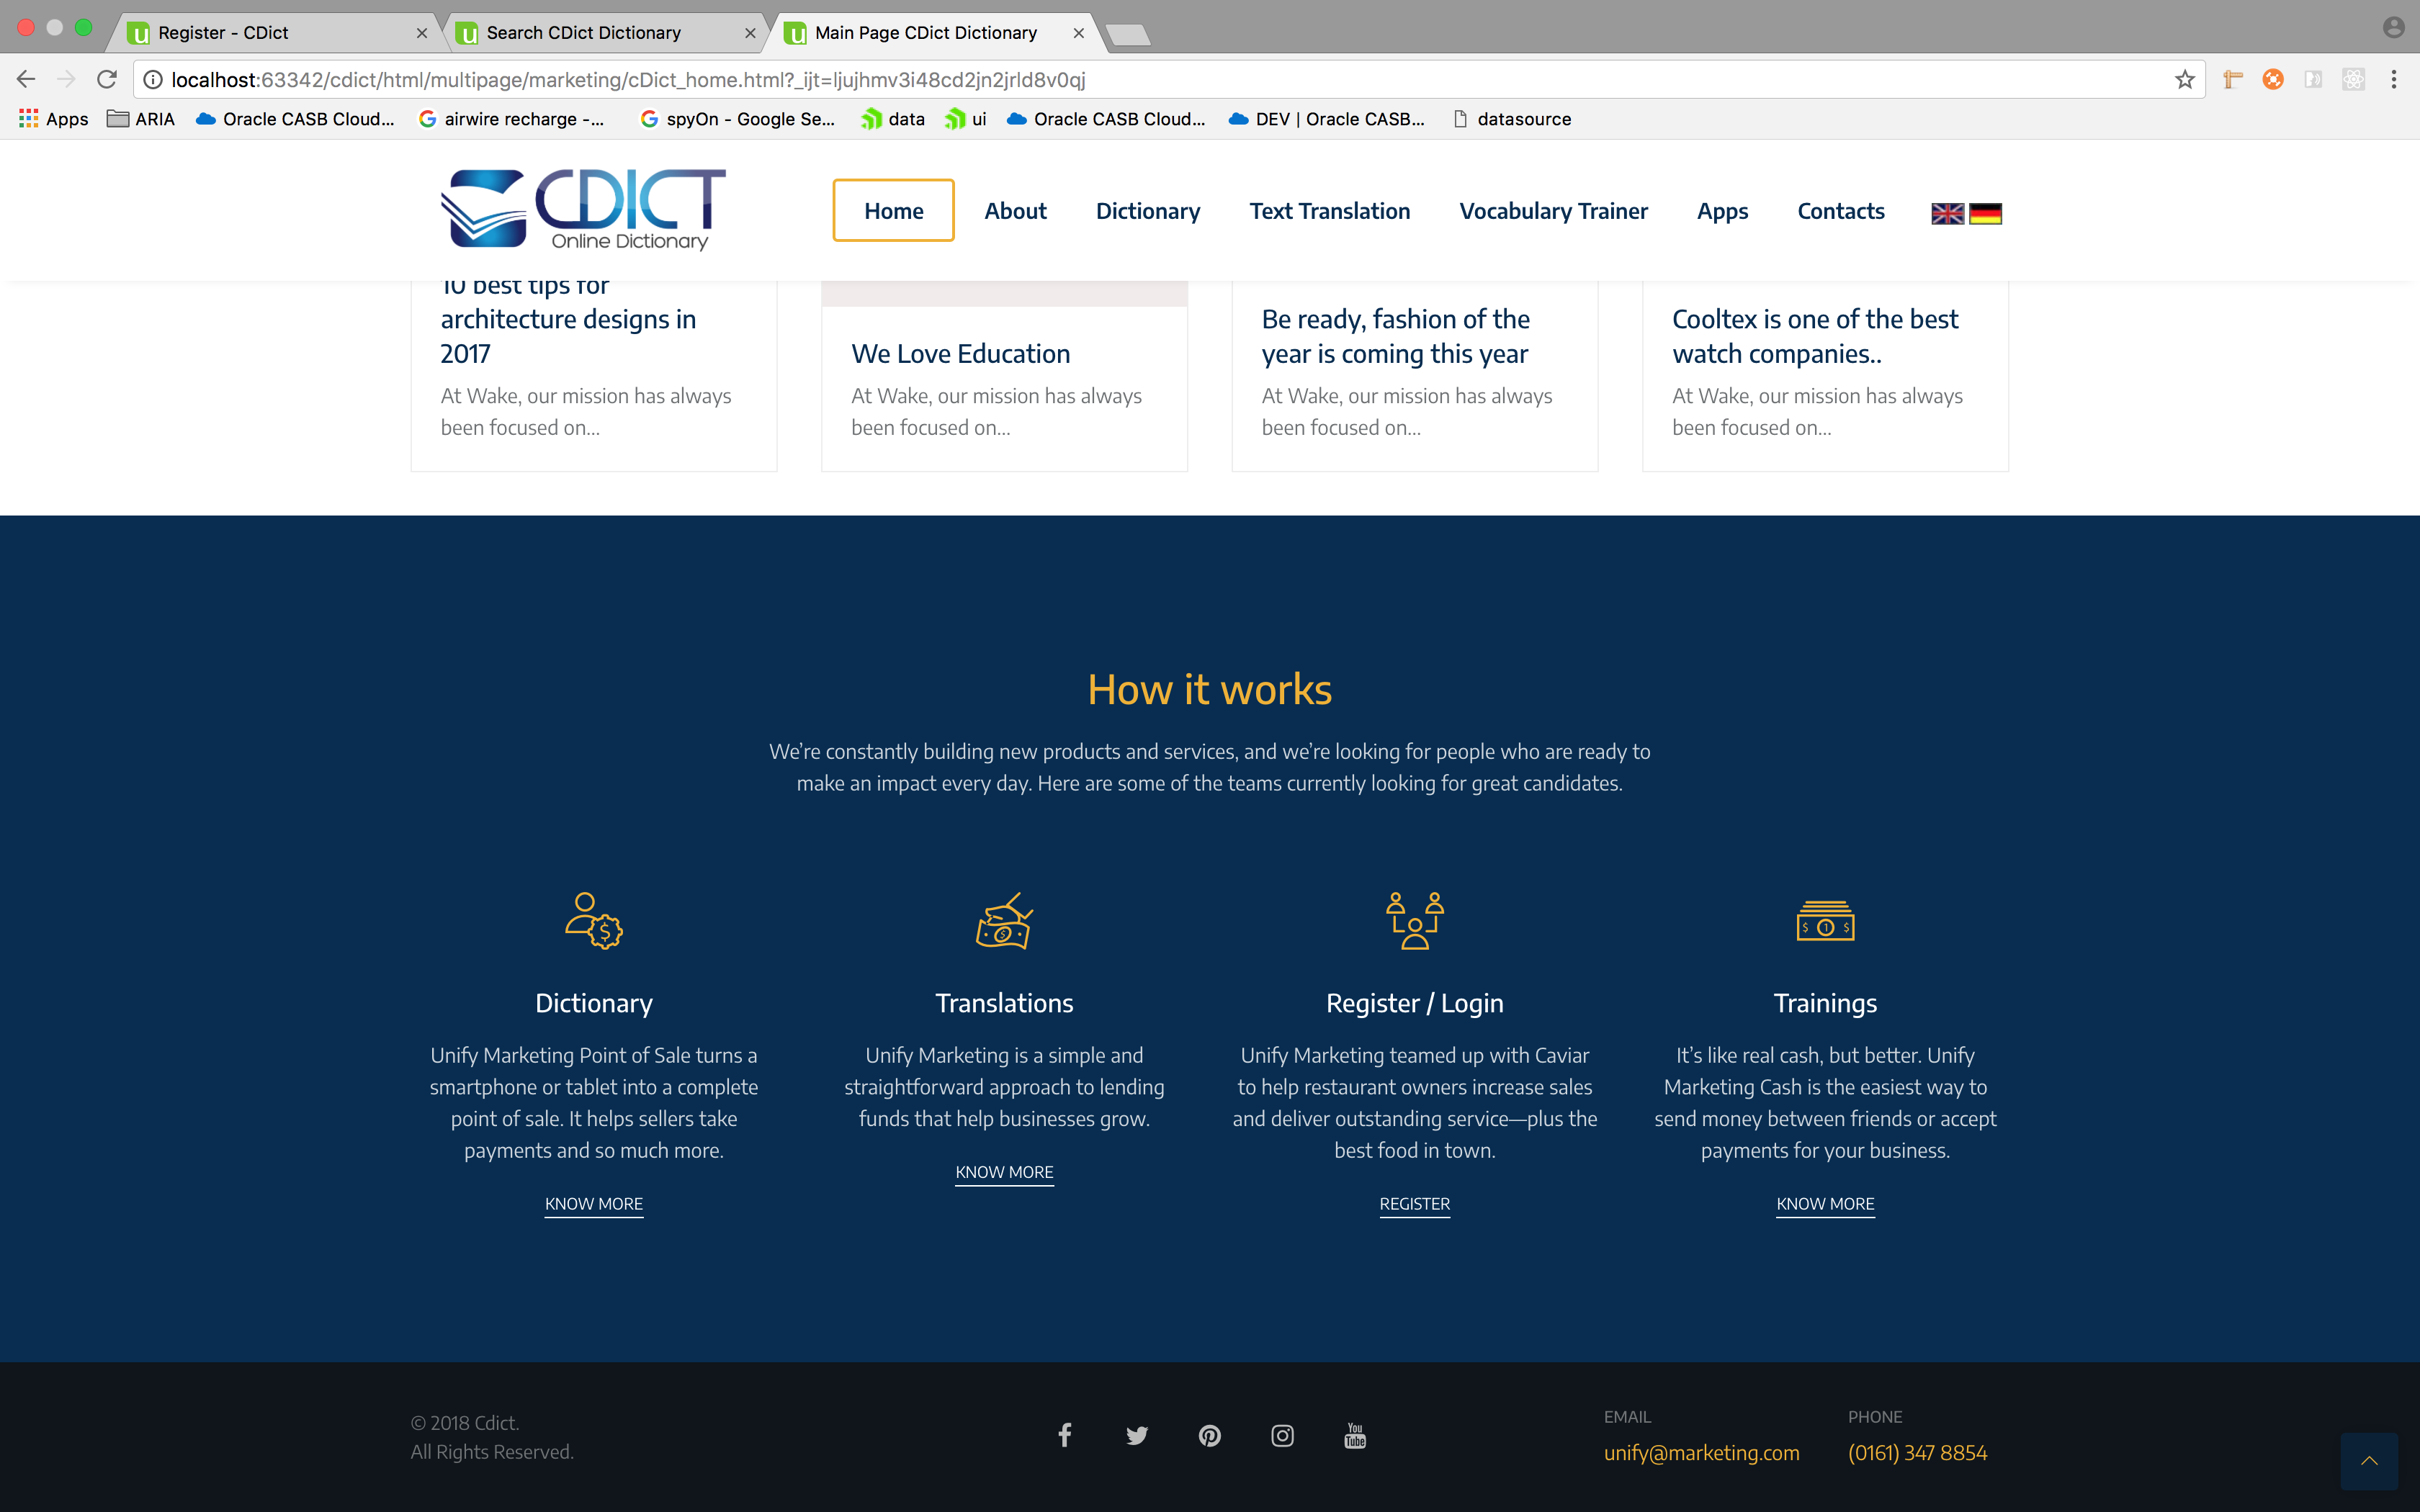 Register - CDict
Search CDict Dictionary
Main Page CDict Dictionary
localhost:63342/cdict/html/multipage/marketing/cDict_home.html?_ijt=ljujhmv3i48cd2jn2jrld8v0qj
Apps ARIA Oracle CASB Cloud... airwire recharge -... spyOn - Google Se... data ui Oracle CASB Cloud... DEV | Oracle CASB... datasource
CDICT
Online Dictionary
Home About Dictionary Text Translation Vocabulary Trainer Apps Contacts
10 best tips for
architecture designs in
2017
At Wake, our mission has always
been focused on...
We Love Education
At Wake, our mission has always
been focused on...
Be ready, fashion of the
year is coming this year
At Wake, our mission has always
been focused on...
Cooltex is one of the best
watch companies..
At Wake, our mission has always
been focused on...
How it works
We're constantly building new products and services, and we're looking for people who are ready to
make an impact every day. Here are some of the teams currently looking for great candidates.
Dictionary
Unify Marketing Point of Sale turns a
smartphone or tablet into a complete
point of sale. It helps sellers take
payments and so much more.
KNOW MORE
Translations
Unify Marketing is a simple and
straightforward approach to lending
funds that help businesses grow.
KNOW MORE
Register / Login
Unify Marketing teamed up with Caviar
to help restaurant owners increase sales
and deliver outstanding service—plus the
best food in town.
REGISTER
Trainings
It's like real cash, but better. Unify
Marketing Cash is the easiest way to
send money between friends or accept
payments for your business.
KNOW MORE
© 2018 Cdict.
All Rights Reserved.
You
Tube
EMAIL
unify@marketing.com
PHONE
(0161) 347 8854